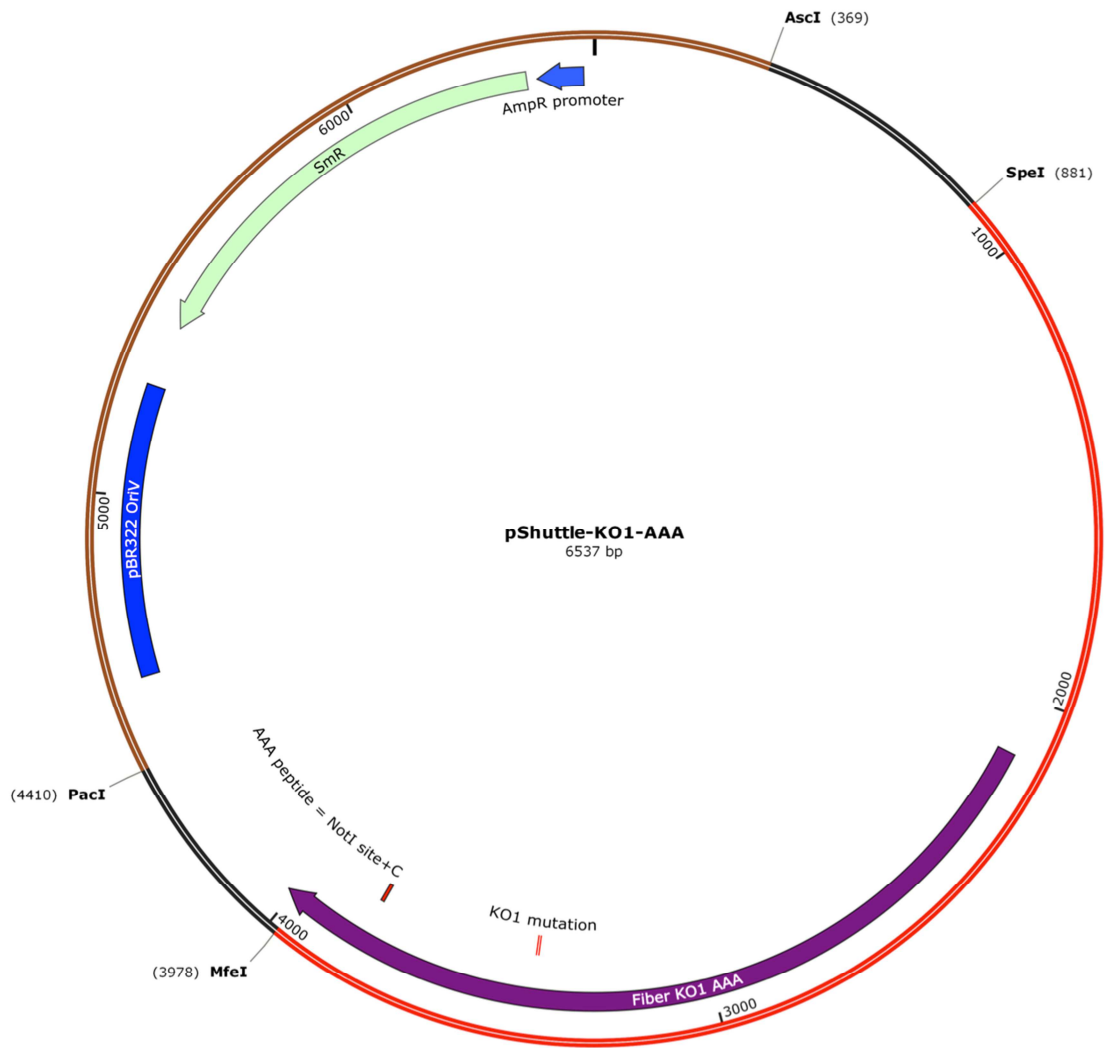 AscI (369)
AmpR promoter
6000
SmR
SpeI (881)
1000
5000
pBR322 OriV
pShuttle-KO1-AAA
6537 bp
2000
AAA peptide = NotI site+C
(4410) PacI
KO1 mutation
4000
(3978) MfeI
Fiber KO1 AAA
3000